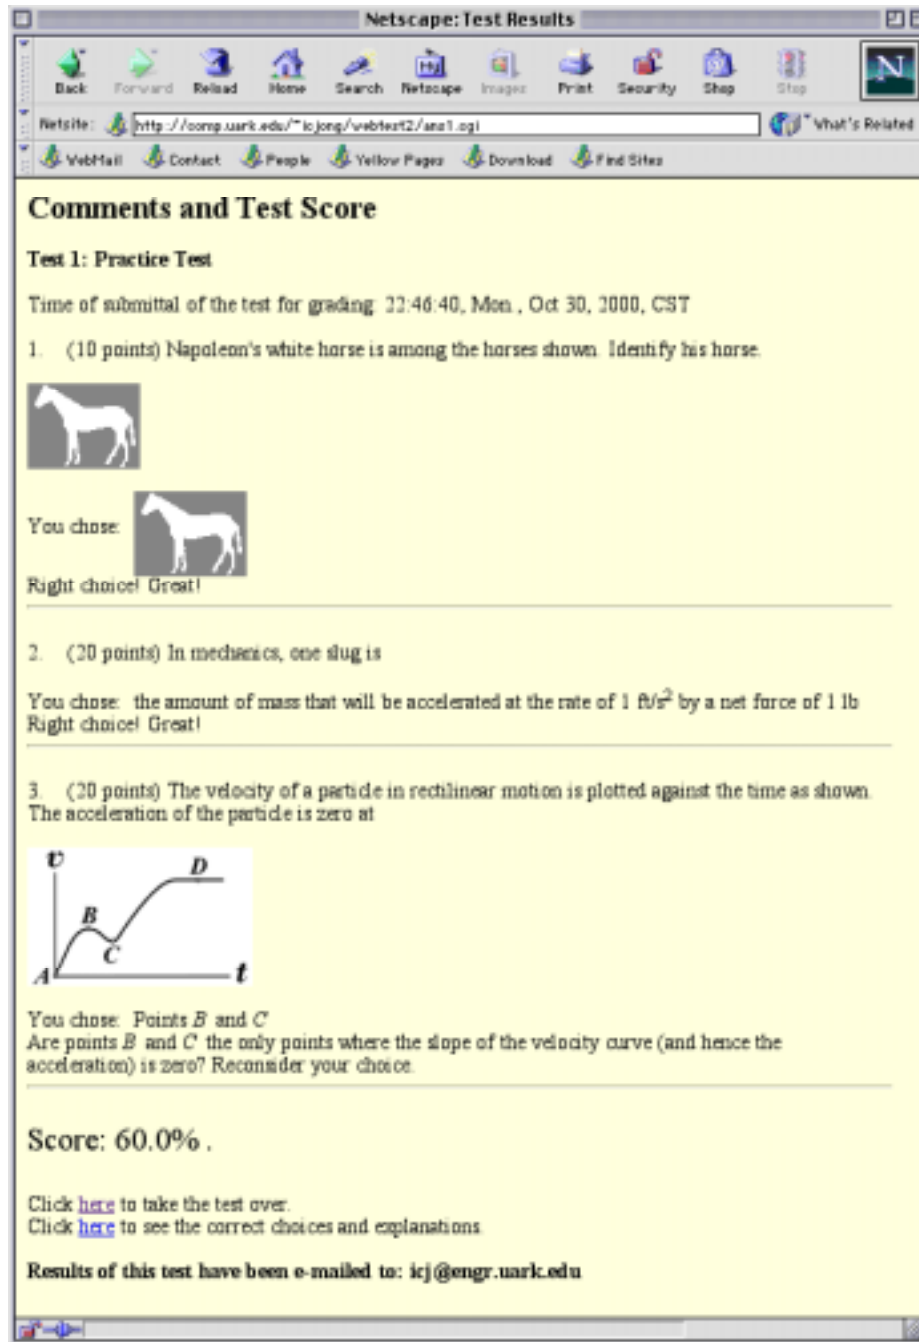 Netscape: Test Results
Back Forward Reload Home Search Netscape Images Print Security Shop Stop
N
Netsite: http://comp.uark.edu/~icjong/webtest2/ans1.cgi What's Related
WebMail Contact People Yellow Pages Download Find Sites
Comments and Test Score
Test 1: Practice Test
Time of submittal of the test for grading: 22:46:40, Mon., Oct 30, 2000, CST
1. (10 points) Napoleon's white horse is among the horses shown. Identify his horse.
You chose:
Right choice! Great!
2. (20 points) In mechanics, one slug is
You chose: the amount of mass that will be accelerated at the rate of 1 ft/s² by a net force of 1 lb
Right choice! Great!
3. (20 points) The velocity of a particle in rectilinear motion is plotted against the time as shown.
The acceleration of the particle is zero at
v
D
B
C
A t
You chose: Points B and C
Are points B and C the only points where the slope of the velocity curve (and hence the
acceleration) is zero? Reconsider your choice.
Score: 60.0% .
Click here to take the test over.
Click here to see the correct choices and explanations.
Results of this test have been e-mailed to: icj@engr.uark.edu